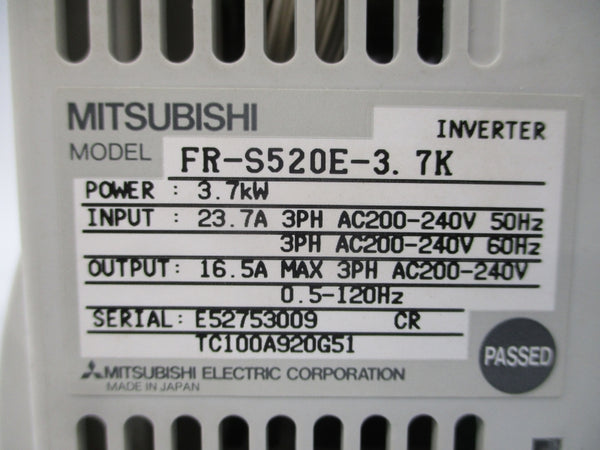 MITSUBISHI
INVERTER
MODEL FR-S520E-3.7K
POWER : 3.7kW
INPUT : 23.7A 3PH AC200-240V 50Hz
3PH AC200-240V 60Hz
OUTPUT : 16.5A MAX 3PH AC200-240V
0.5-120Hz
SERIAL : E52753009 CR
TC100A920G51
PASSED
MITSUBISHI ELECTRIC CORPORATION
MADE IN JAPAN